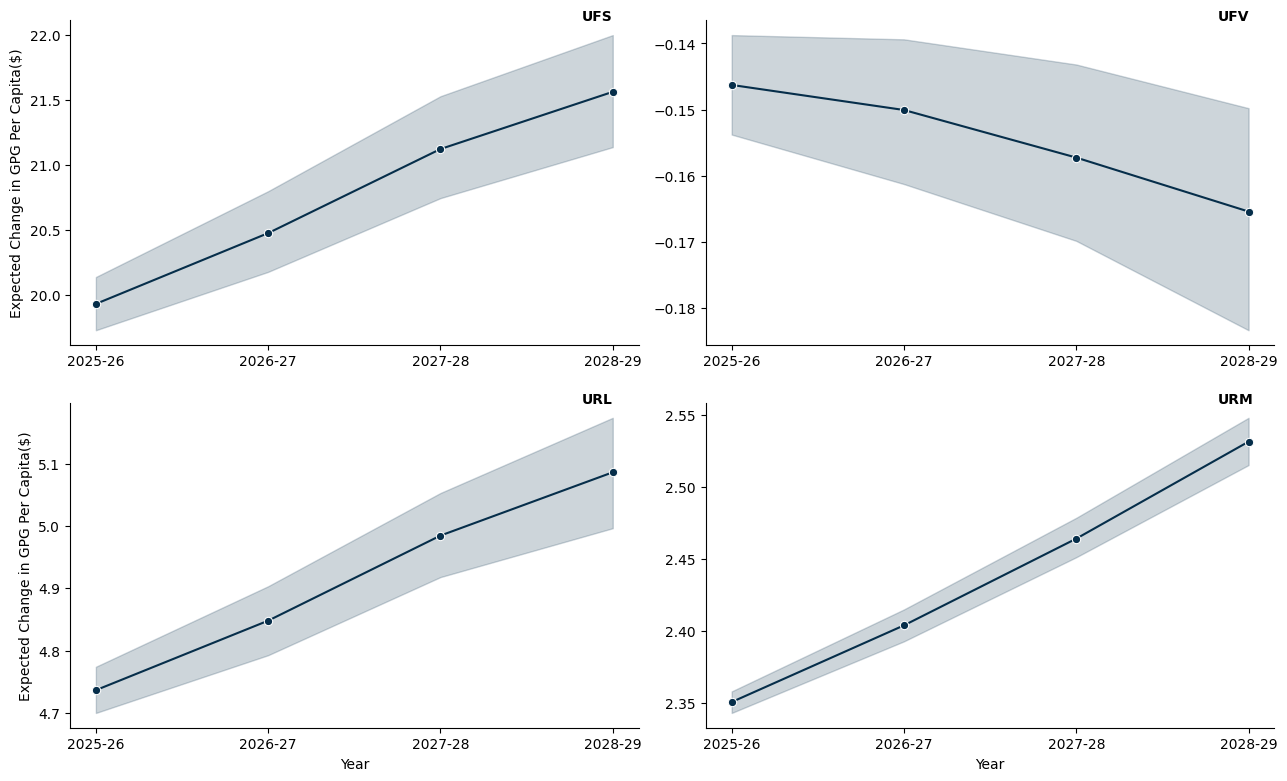 UFS
Expected Change in GPG Per Capita($)
22.0
21.5
21.0
20.5
20.0
2025-26 2026-27 2027-28 2028-29
UFV
−0.14
−0.15
−0.16
−0.17
−0.18
2025-26 2026-27 2027-28 2028-29
URL
Expected Change in GPG Per Capita($)
5.1
5.0
4.9
4.8
4.7
2025-26 2026-27 2027-28 2028-29
Year
URM
2.55
2.50
2.45
2.40
2.35
2025-26 2026-27 2027-28 2028-29
Year